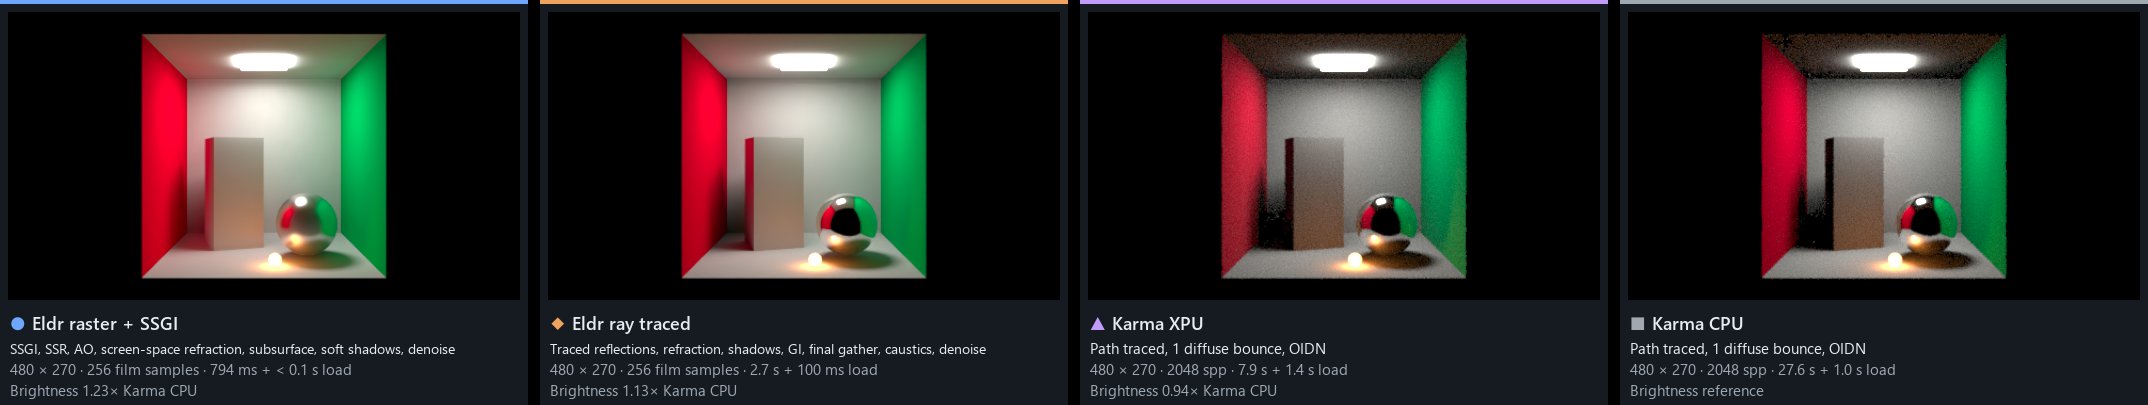 Eldr raster + SSGI
SSGI, SSR, AO, screen-space refraction, subsurface, soft shadows, denoise
480 × 270 · 256 film samples · 794 ms + < 0.1 s load
Brightness 1.23× Karma CPU
Eldr ray traced
Traced reflections, refraction, shadows, GI, final gather, caustics, denoise
480 × 270 · 256 film samples · 2.7 s + 100 ms load
Brightness 1.13× Karma CPU
Karma XPU
Path traced, 1 diffuse bounce, OIDN
480 × 270 · 2048 spp · 7.9 s + 1.4 s load
Brightness 0.94× Karma CPU
Karma CPU
Path traced, 1 diffuse bounce, OIDN
480 × 270 · 2048 spp · 27.6 s + 1.0 s load
Brightness reference